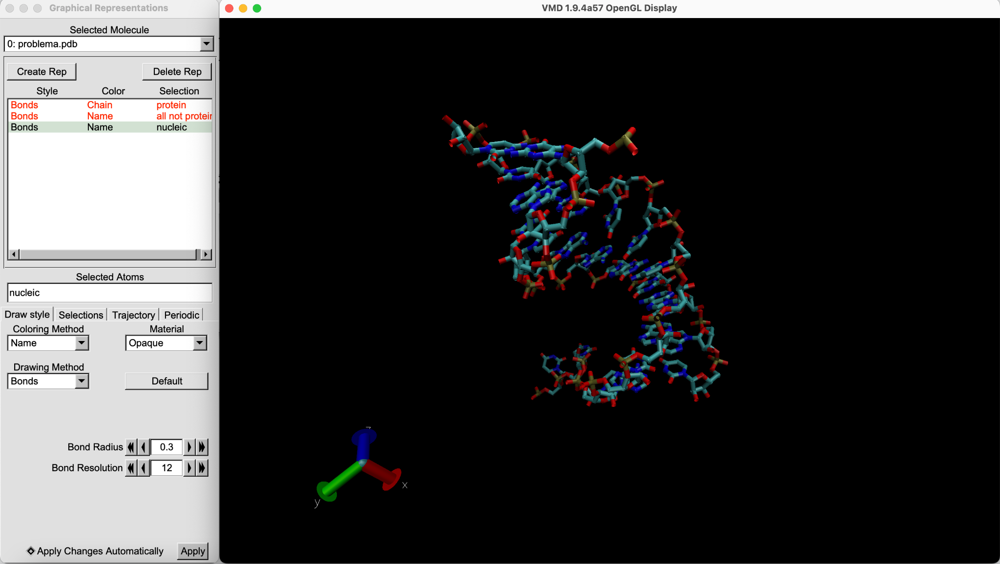 Graphical Representations
Selected Molecule
0: problema.pdb
Create Rep
Delete Rep
Style Color Selection
Bonds Chain protein
Bonds Name all not protein
Bonds Name nucleic
Selected Atoms
nucleic
Draw style Selections Trajectory Periodic
Coloring Method Material
Name Opaque
Drawing Method
Bonds Default
Bond Radius 0.3
Bond Resolution 12
Apply Changes Automatically Apply
VMD 1.9.4a57 OpenGL Display
z
x
y